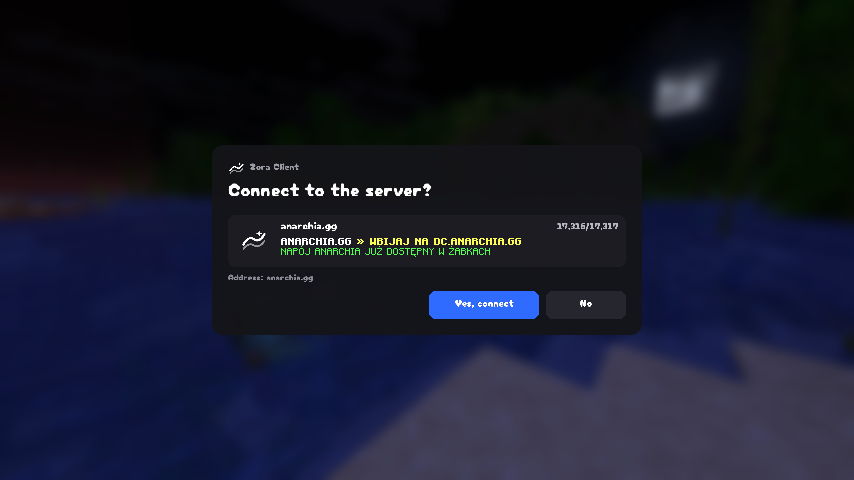 Zora Client
Connect to the server?
anarchia.gg 17,316/17,317
ANARCHIA.GG » WBIJAJ NA DC.ANARCHIA.GG
NAPÓJ ANARCHIA JUŻ DOSTĘPNY W ŻABKACH
Address: anarchia.gg
Yes, connect No